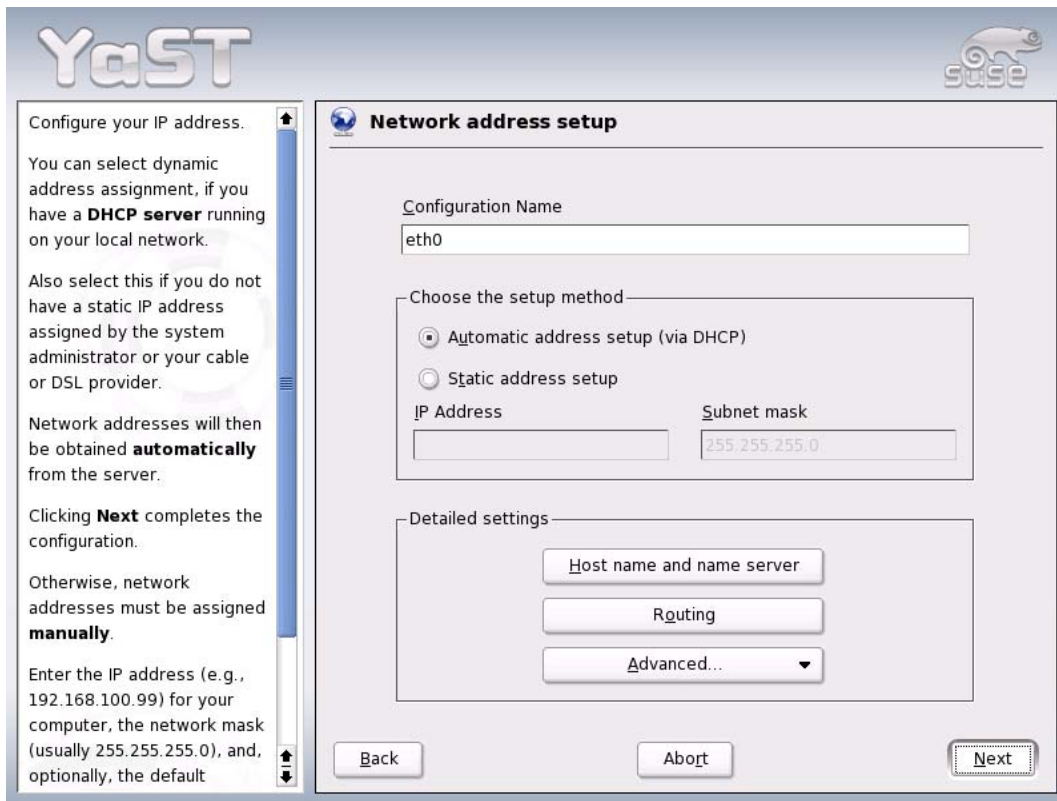 YaST
suse
Configure your IP address.
You can select dynamic
address assignment, if you
have a DHCP server running
on your local network.
Also select this if you do not
have a static IP address
assigned by the system
administrator or your cable
or DSL provider.
Network addresses will then
be obtained automatically
from the server.
Clicking Next completes the
configuration.
Otherwise, network
addresses must be assigned
manually.
Enter the IP address (e.g.,
192.168.100.99) for your
computer, the network mask
(usually 255.255.255.0), and,
optionally, the default
Network address setup
Configuration Name
eth0
Choose the setup method
Automatic address setup (via DHCP)
Static address setup
IP Address
Subnet mask
255.255.255.0
Detailed settings
Host name and name server
Routing
Advanced...
Back
Abort
Next